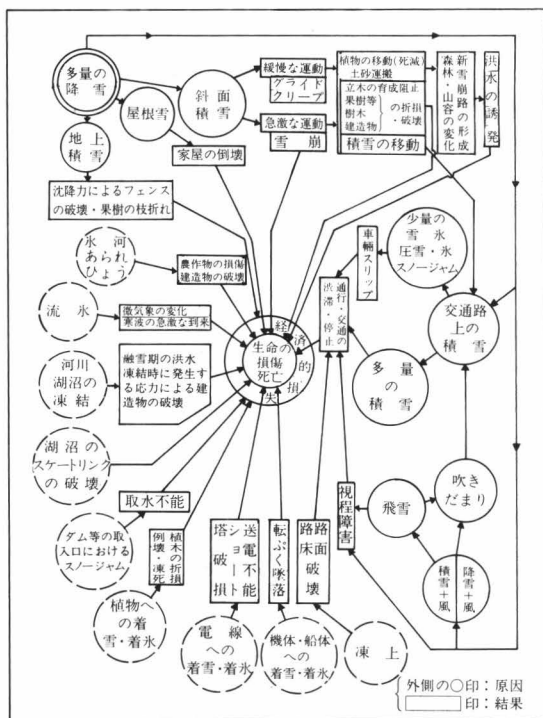 多量の
降雪
屋根雪
斜面
積雪
地上
積雪
緩慢な運動
グライド
クリープ
急激な運動
雪崩
植物の移動(死滅)
土砂運搬
立木の育成阻止
果樹等
樹木
建造物
の折損
・破壊
積雪の移動
新雪崩路の形成
森林・山容の変化
洪水の誘発
家屋の倒壊
沈降力によるフェンス
の破壊・果樹の枝折れ
氷河
あられ
ひょう
農作物の損傷
建造物の破壊
流氷
微気象の変化
寒波の急激な到来
河川
湖沼の
凍結
融雪期の洪水
凍結時に発生す
る応力による建
造物の破壊
湖沼の
スケートリンク
の破壊
取水不能
ダム等の取
入口における
スノージャム
植木の折損
倒壊・凍死
植物へ
の着
雪・着氷
経済的損失
生命の
損傷
死亡
送電不能
ショート
塔破損
電線
への
着雪・着氷
転ぷく墜落
機体・船体
への
着雪・着氷
路面破壊
路床
凍上
車輛スリップ
通行・交通の
渋滞・停止
少量の
雪氷
圧雪・氷
スノージャム
交通路
上の
積雪
多量
の
積雪
視程障害
飛雪
吹き
だまり
降雪+風
積雪+風
外側の○印：原因
印：結果